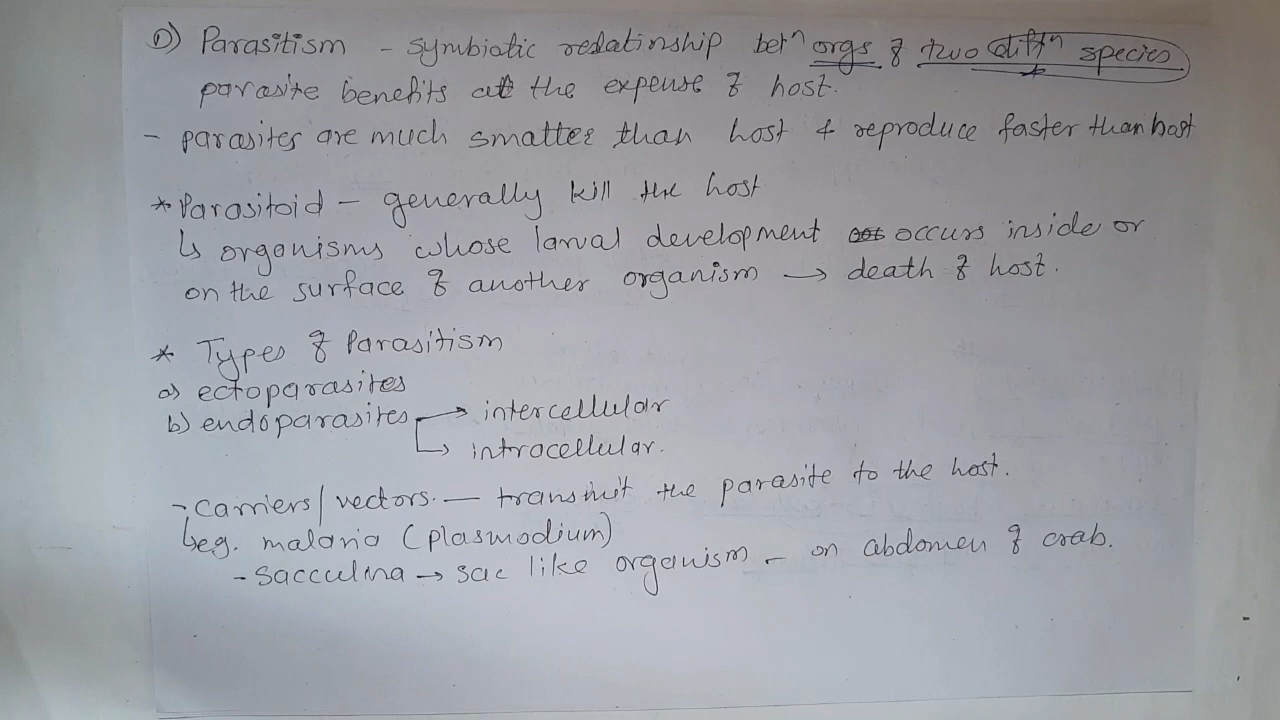 ①) Parasitism - symbiotic redatinship betⁿ orgs of two diffⁿ species
parasite benefits at the expense of host.
- parasites are much smatter than host & reproduce faster than host
* Parasitoid - generally kill the host
↳ organisms whose larval development occurs inside or
on the surface of another organism → death of host.
* Types of Parasitism
a) ectoparasites
b) endoparasites → intercellular
↳ intracellular.
- carriers/vectors. — transmit the parasite to the host.
↳ eg. malaria (plasmodium)
- sacculina → sac like organism - on abdomen of crab.